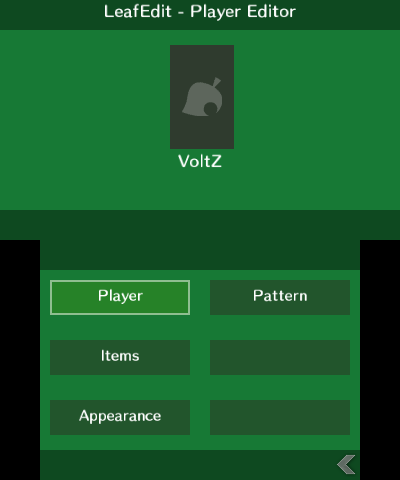 LeafEdit - Player Editor
VoltZ
Player
Pattern
Items
Appearance